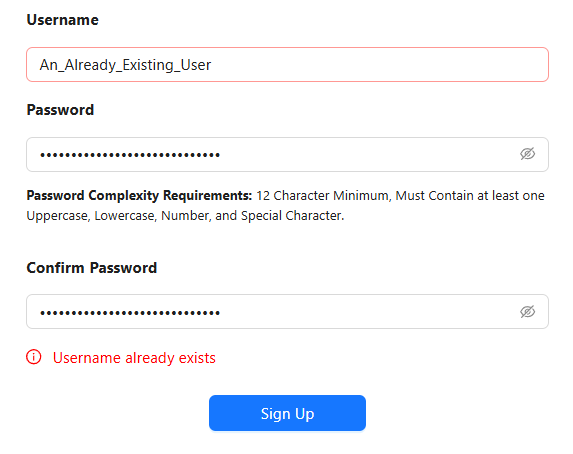 Username
An_Already_Existing_User
Password
•••••••••••••••••••••••••••••
Password Complexity Requirements: 12 Character Minimum, Must Contain at least one
Uppercase, Lowercase, Number, and Special Character.
Confirm Password
•••••••••••••••••••••••••••••
Username already exists
Sign Up